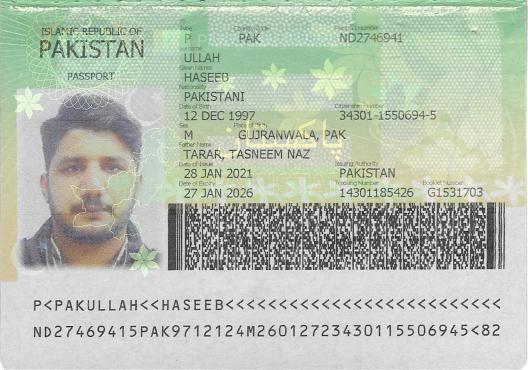 ISLAMIC REPUBLIC OF
PAKISTAN
PASSPORT
Type Country Code Passport Number
P PAK ND2746941
Surname
ULLAH
Given Names
HASEEB
Nationality
PAKISTANI
Date of Birth Citizenship Number
12 DEC 1997 34301-1550694-5
Sex Place of Birth
M GUJRANWALA, PAK
Father Name
TARAR, TASNEEM NAZ
Date of Issue Issuing Authority
28 JAN 2021 PAKISTAN
Date of Expiry Tracking Number Booklet Number
27 JAN 2026 14301185426 G1531703
پاکستان
P<PAKULLAH<<HASEEB<<<<<<<<<<<<<<<<<<<<<<<<<<
ND27469415PAK9712124M26012723430115506945<82